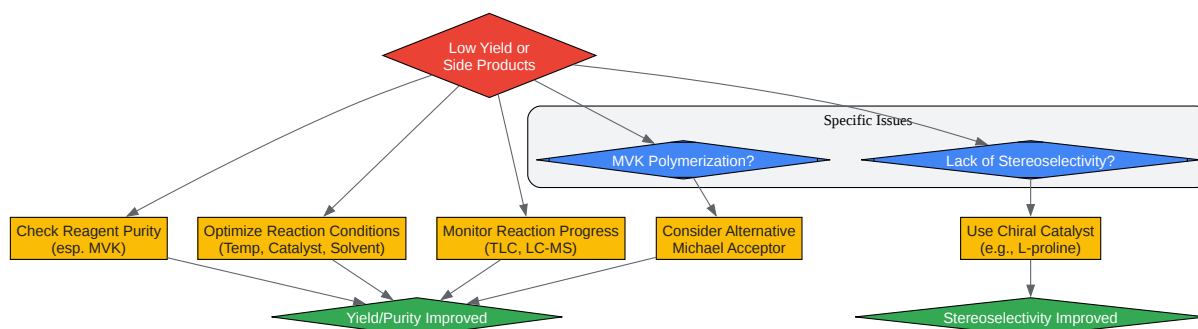 Low Yield or
Side Products
Specific Issues
MVK Polymerization?
Lack of Stereoselectivity?
Check Reagent Purity
(esp. MVK)
Optimize Reaction Conditions
(Temp, Catalyst, Solvent)
Monitor Reaction Progress
(TLC, LC-MS)
Consider Alternative
Michael Acceptor
Use Chiral Catalyst
(e.g., L-proline)
Yield/Purity Improved
Stereoselectivity Improved